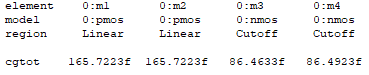 element 0:m1 0:m2 0:m3 0:m4
model 0:pmos 0:pmos 0:nmos 0:nmos
region Linear Linear Cutoff Cutoff
cgtot 165.7223f 165.7223f 86.4633f 86.4923f